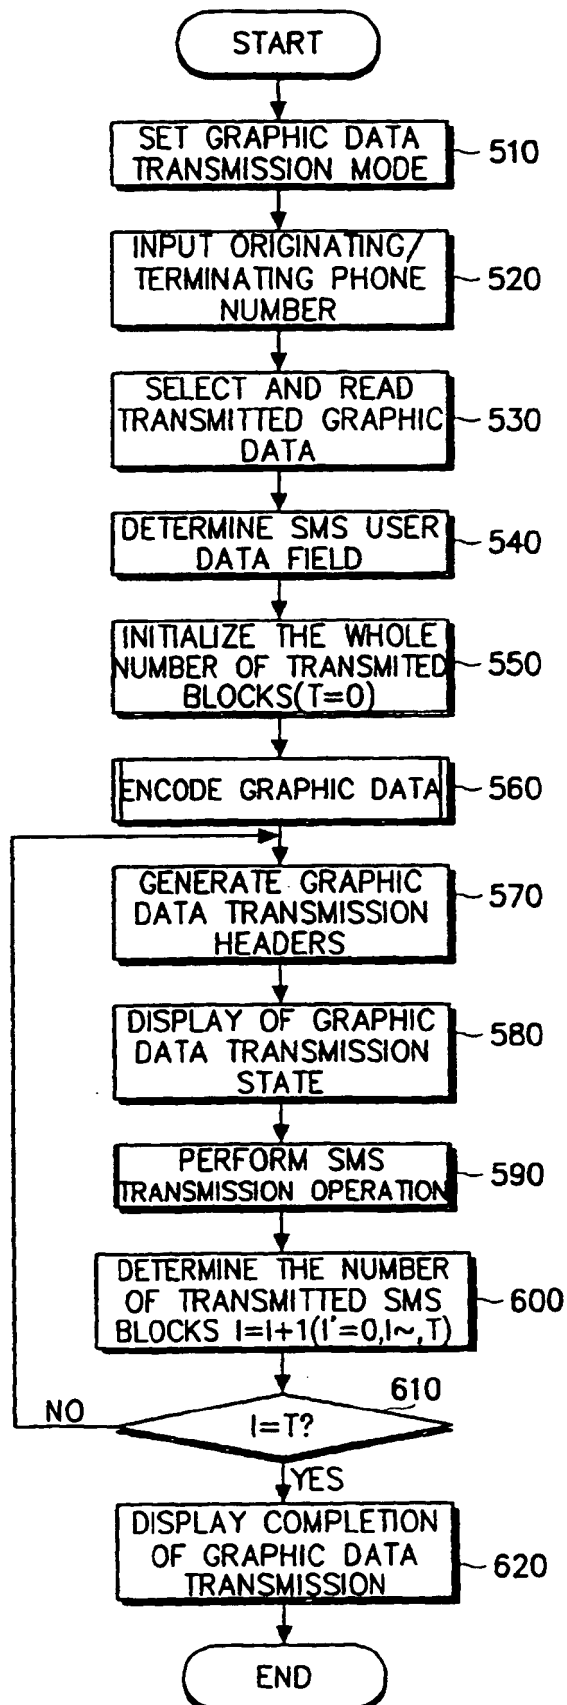 START
SET GRAPHIC DATA
TRANSMISSION MODE
510
INPUT ORIGINATING/
TERMINATING PHONE
NUMBER
520
SELECT AND READ
TRANSMITTED GRAPHIC
DATA
530
DETERMINE SMS USER
DATA FIELD
540
INITIALIZE THE WHOLE
NUMBER OF TRANSMITED
BLOCKS(T=0)
550
ENCODE GRAPHIC DATA
560
GENERATE GRAPHIC
DATA TRANSMISSION
HEADERS
570
DISPLAY OF GRAPHIC
DATA TRANSMISSION
STATE
580
PERFORM SMS
TRANSMISSION OPERATION
590
DETERMINE THE NUMBER
OF TRANSMITTED SMS
BLOCKS I=I+1(I'=0,I~,T)
600
610
I=T?
NO
YES
DISPLAY COMPLETION
OF GRAPHIC DATA
TRANSMISSION
620
END